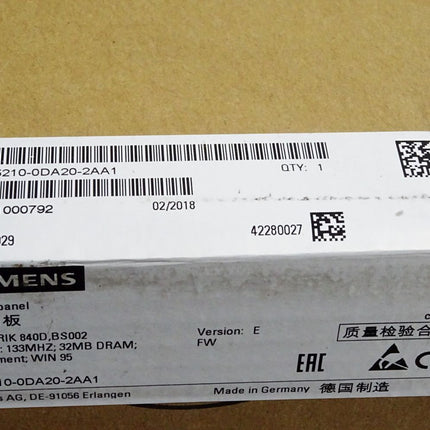 5210-0DA20-2AA1 QTY: 1
000792 02/2018
029 42280027
MENS
panel
板
RIK 840D,BS002 Version: E
: 133MHZ; 32MB DRAM; FW
ment; WIN 95
质量检验合
EAC
10-0DA20-2AA1 Made in Germany 德国制造
s AG, DE-91056 Erlangen